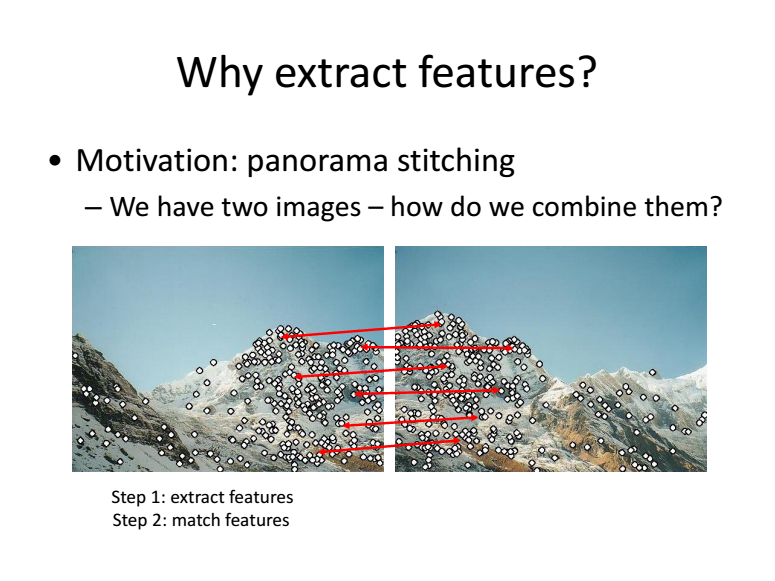 Why extract features?
• Motivation: panorama stitching
– We have two images – how do we combine them?
Step 1: extract features
Step 2: match features